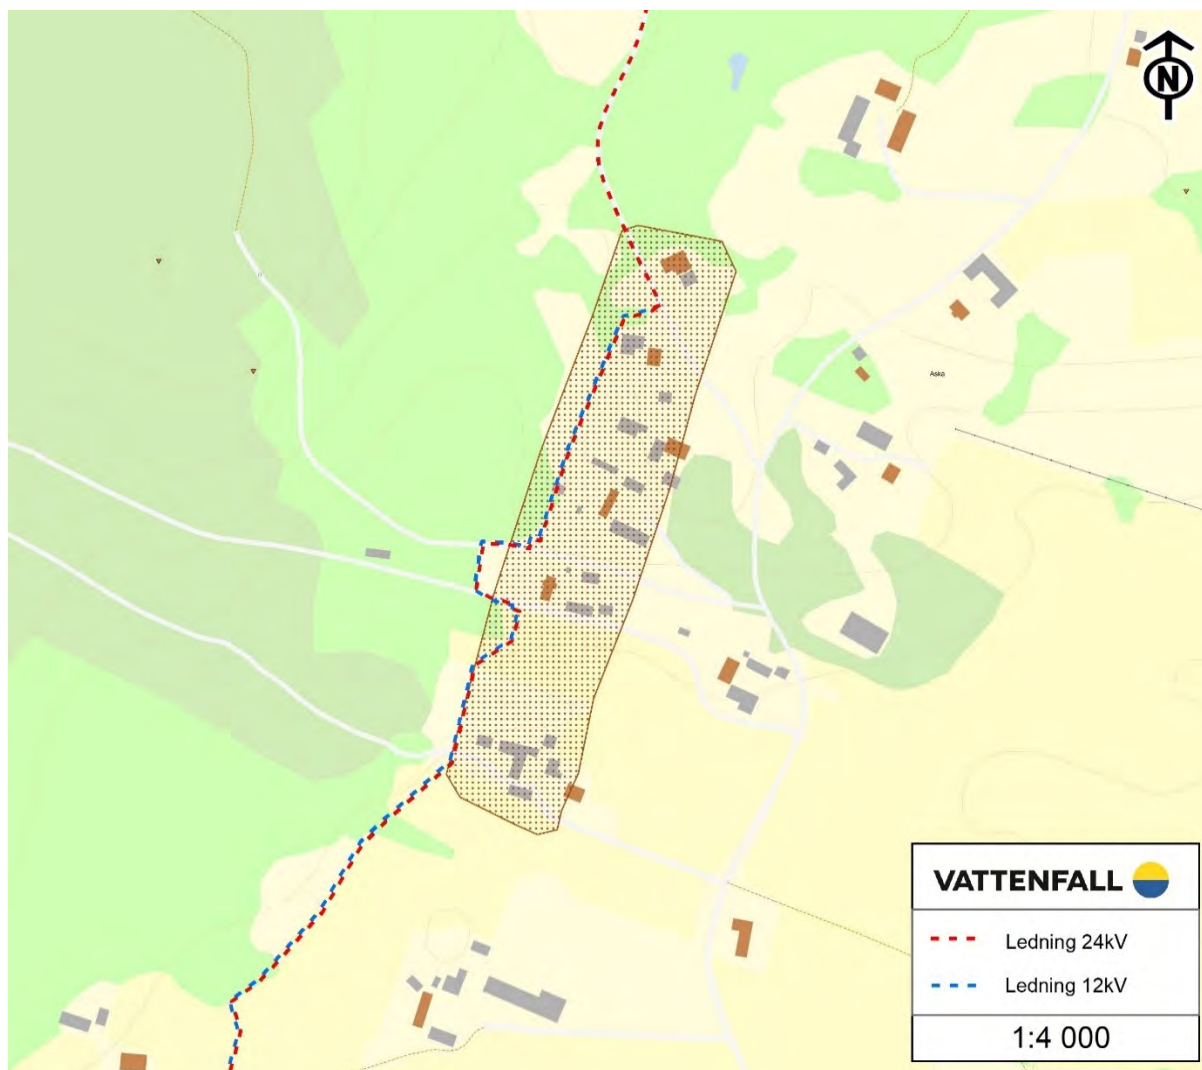 N
Aska
VATTENFALL
Ledning 24kV
Ledning 12kV
1:4 000